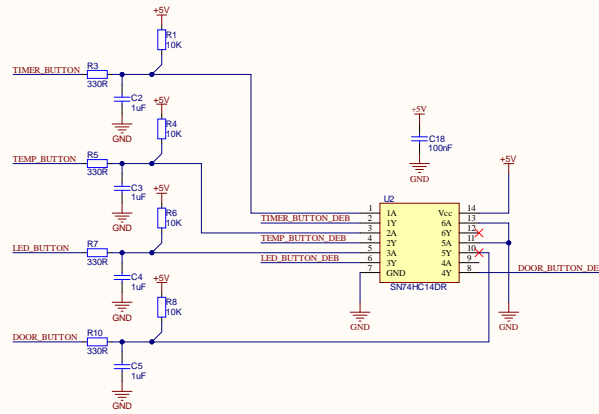 +5V
R1
10K
R3
TIMER_BUTTON
330R
C2
1uF
GND
+5V
R4
10K
R5
TEMP_BUTTON
330R
C3
1uF
GND
+5V
R6
10K
R7
LED_BUTTON
330R
C4
1uF
GND
+5V
R8
10K
R10
DOOR_BUTTON
330R
C5
1uF
GND
+5V
C18
100nF
GND
+5V
U2
1 1A Vcc 14
TIMER_BUTTON_DEB 2 1Y 6A 13
3 2A 6Y 12
TEMP_BUTTON_DEB 4 2Y 5A 11
5 3A 5Y 10
LED_BUTTON_DEB 6 3Y 4A 9
7 GND 4Y 8 DOOR_BUTTON_DE
SN74HC14DR
GND
GND